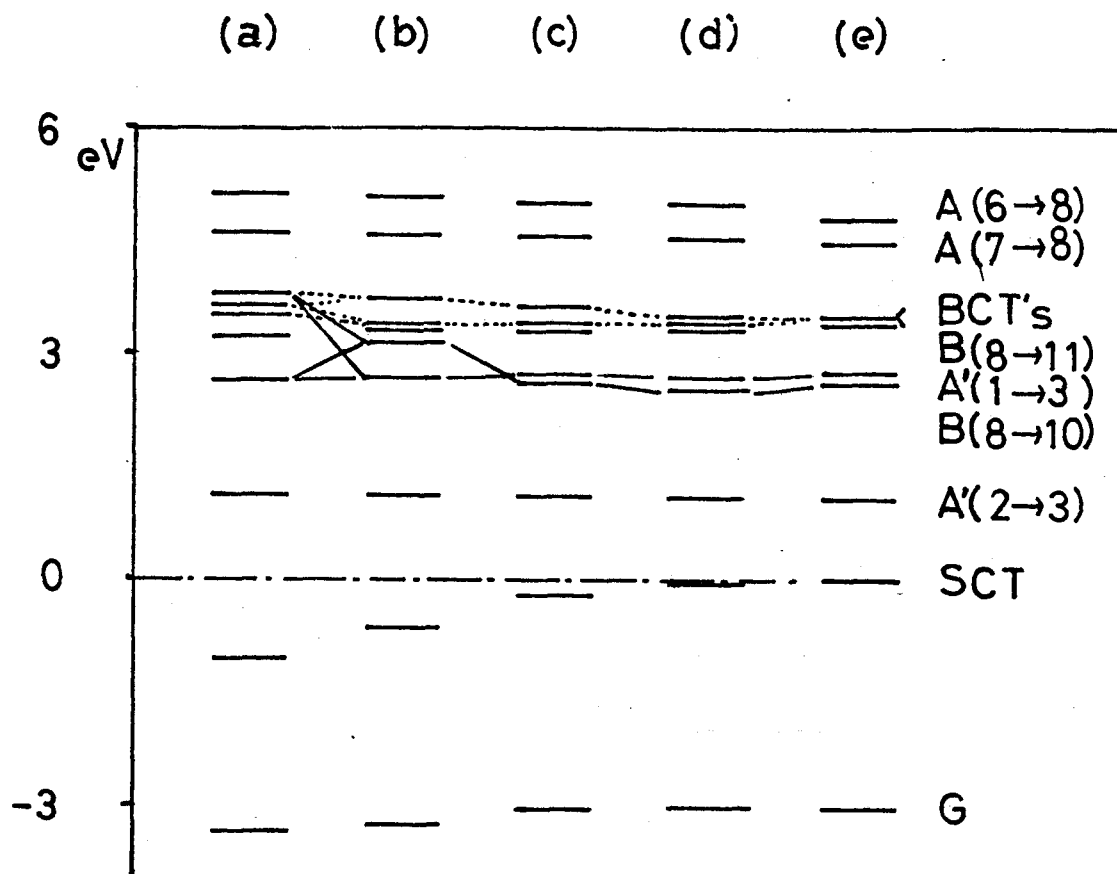 (a) (b) (c) (d) (e)
6
eV
A(6→8)
A(7→8)
BCT's
3
B(8→11)
A'(1→3)
B(8→10)
A'(2→3)
0
SCT
-3
G